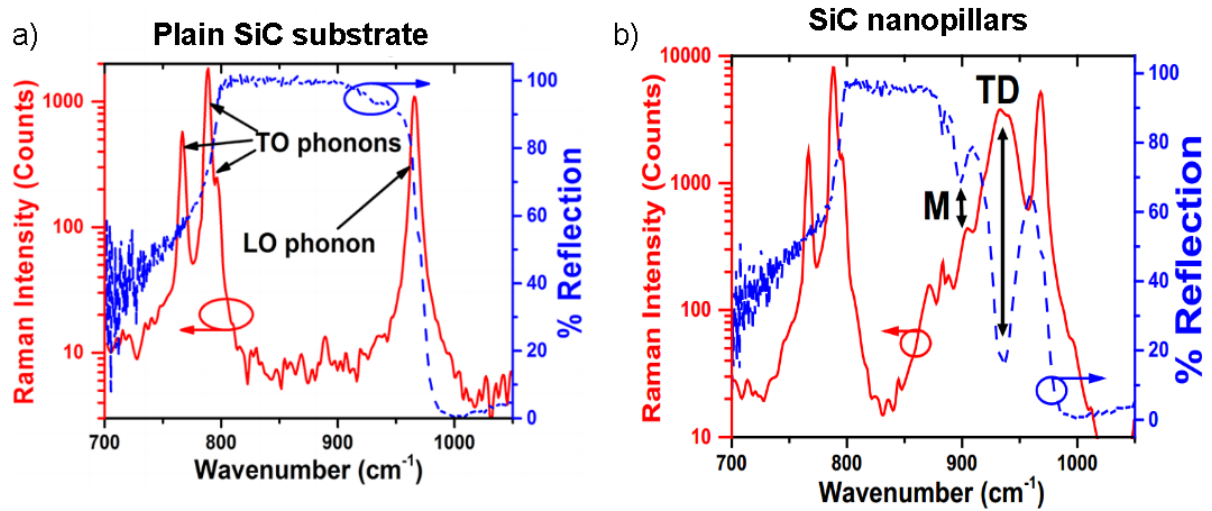 a)
Plain SiC substrate
Raman Intensity (Counts)
1000
100
10
TO phonons
LO phonon
100
80
60
40
20
0
% Reflection
700
800
900
1000
Wavenumber (cm⁻¹)
b)
SiC nanopillars
Raman Intensity (Counts)
10000
1000
100
10
TD
M
100
80
60
40
20
0
% Reflection
700
800
900
1000
Wavenumber (cm⁻¹)